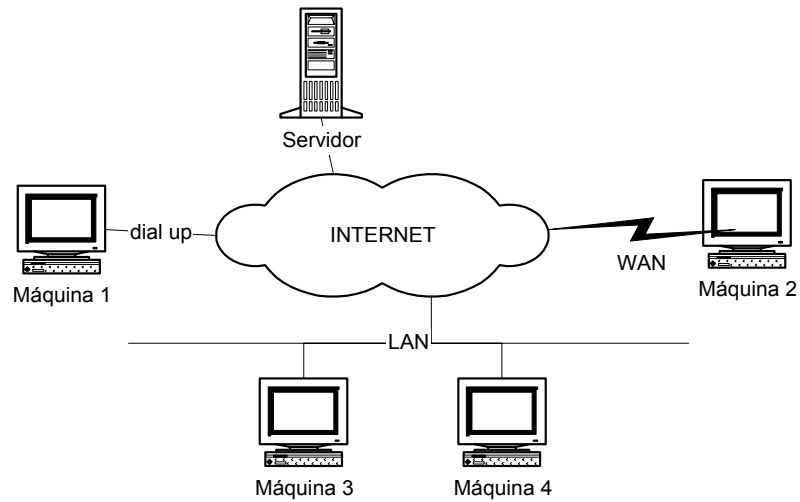 Servidor
dial up
INTERNET
WAN
Máquina 1
Máquina 2
LAN
Máquina 3
Máquina 4